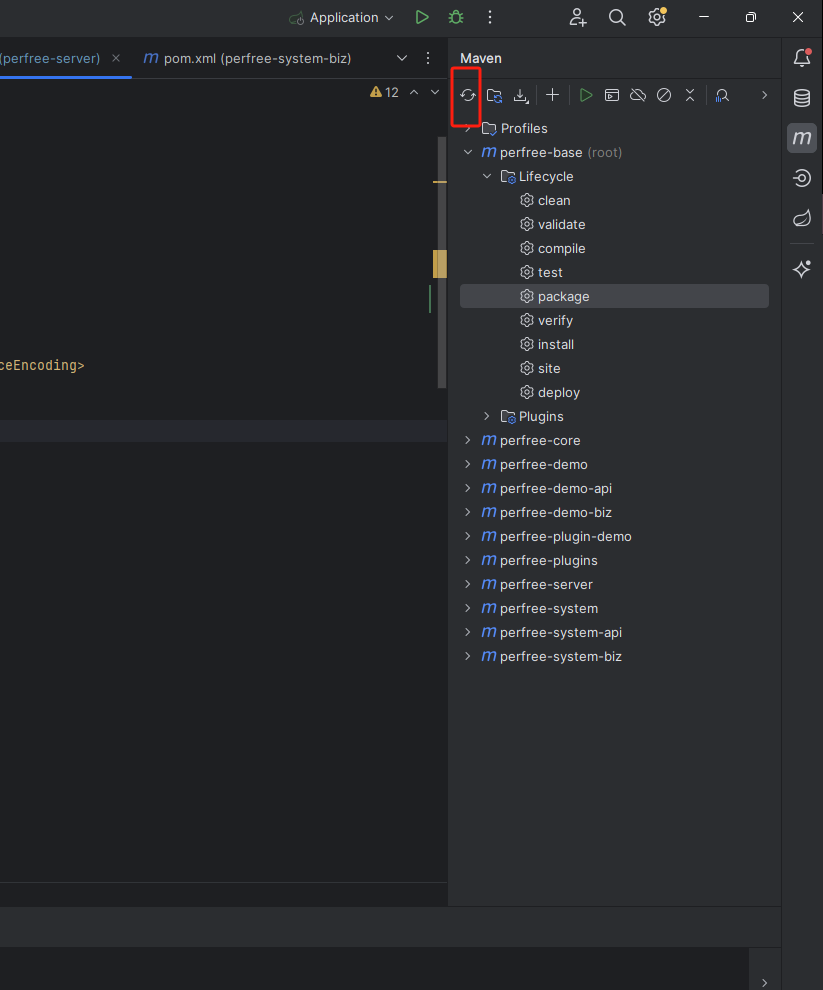 Application
(perfree-server)
m pom.xml (perfree-system-biz)
Maven
12
Profiles
m perfree-base (root)
Lifecycle
clean
validate
compile
test
package
verify
install
site
deploy
Plugins
m perfree-core
m perfree-demo
m perfree-demo-api
m perfree-demo-biz
m perfree-plugin-demo
m perfree-plugins
m perfree-server
m perfree-system
m perfree-system-api
m perfree-system-biz
ceEncoding>
m